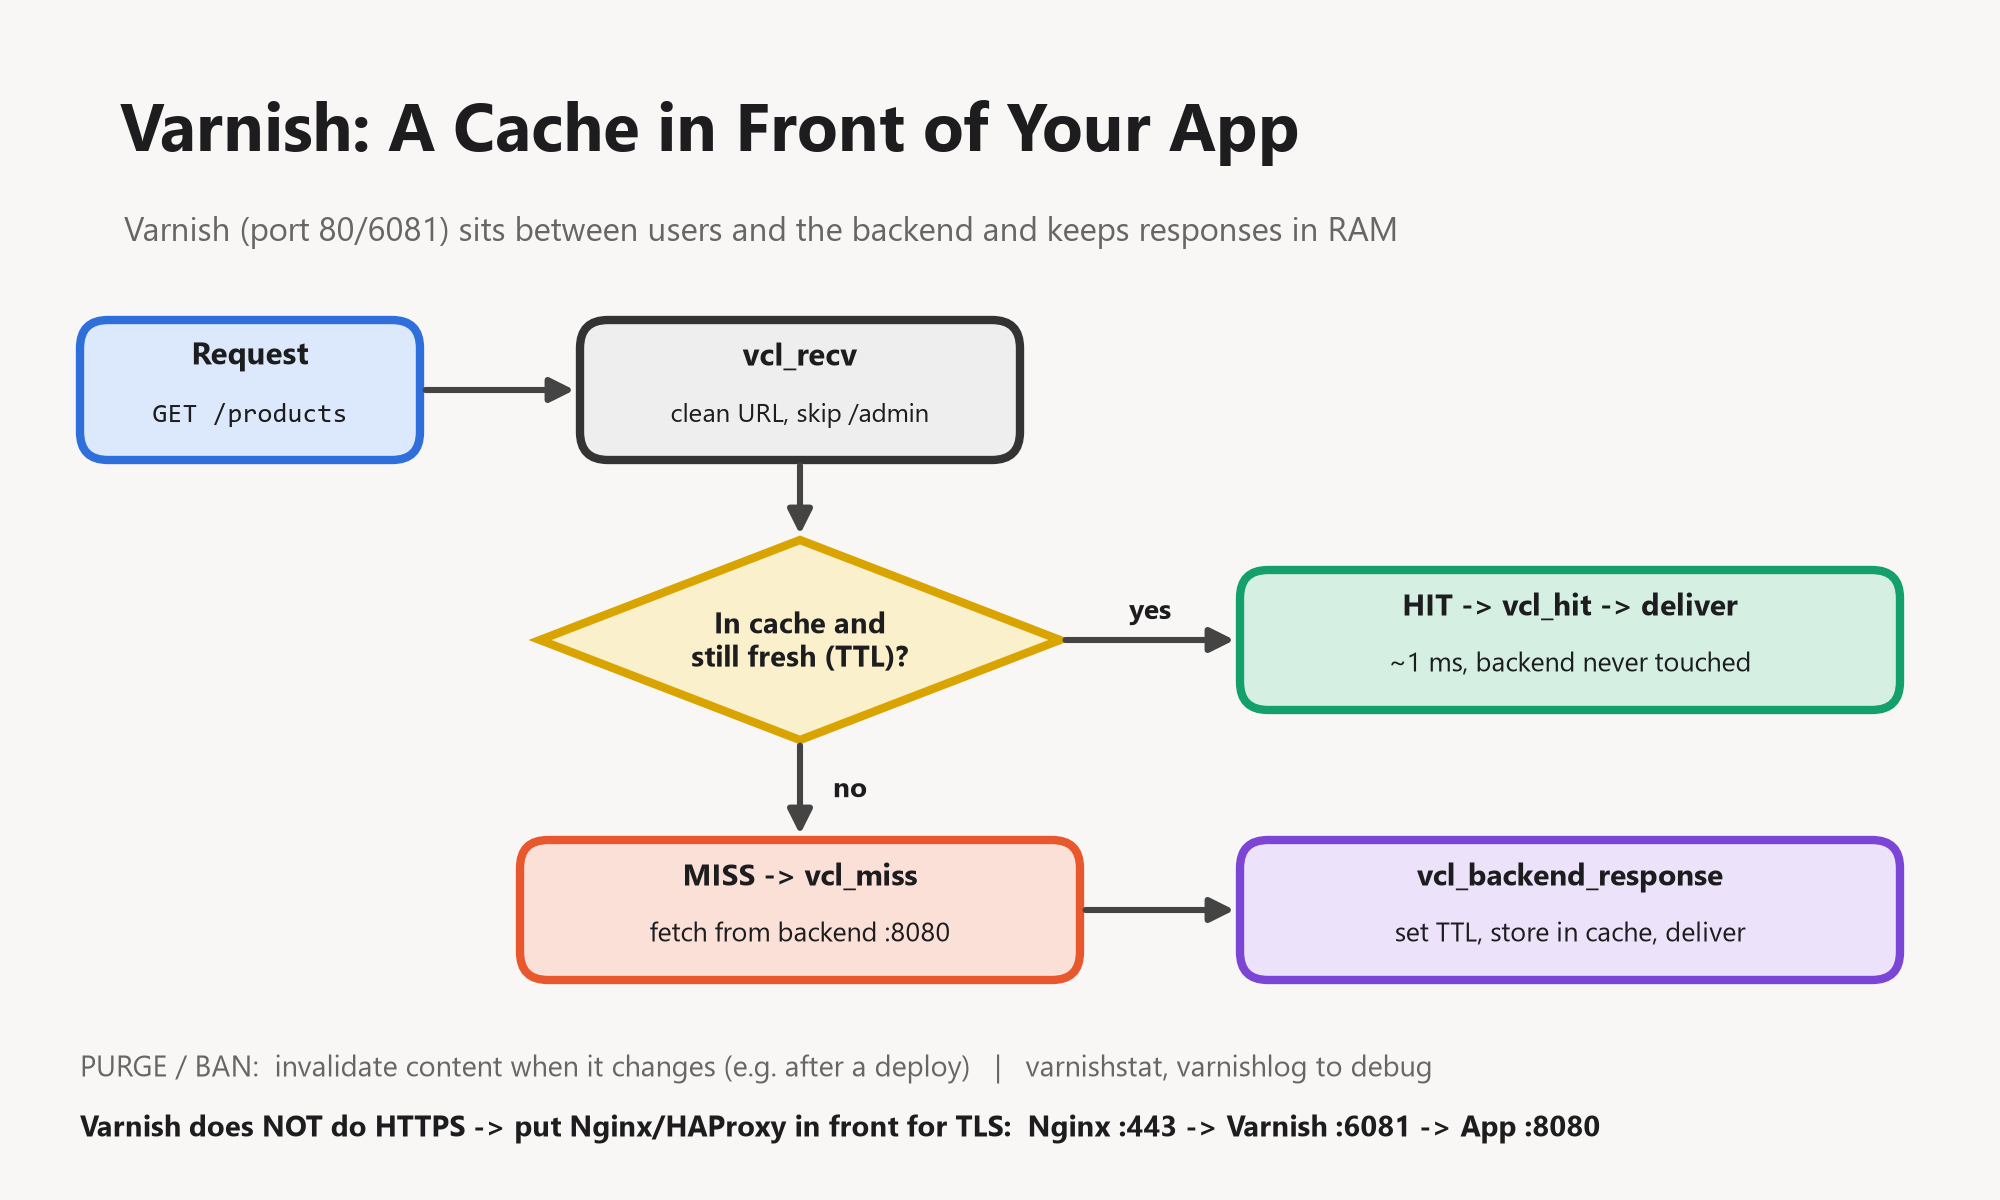 Varnish: A Cache in Front of Your App
Varnish (port 80/6081) sits between users and the backend and keeps responses in RAM
Request
GET /products
vcl_recv
clean URL, skip /admin
In cache and
still fresh (TTL)?
yes
HIT -> vcl_hit -> deliver
~1 ms, backend never touched
no
MISS -> vcl_miss
fetch from backend :8080
vcl_backend_response
set TTL, store in cache, deliver
PURGE / BAN:  invalidate content when it changes (e.g. after a deploy)   |   varnishstat, varnishlog to debug
Varnish does NOT do HTTPS -> put Nginx/HAProxy in front for TLS:  Nginx :443 -> Varnish :6081 -> App :8080